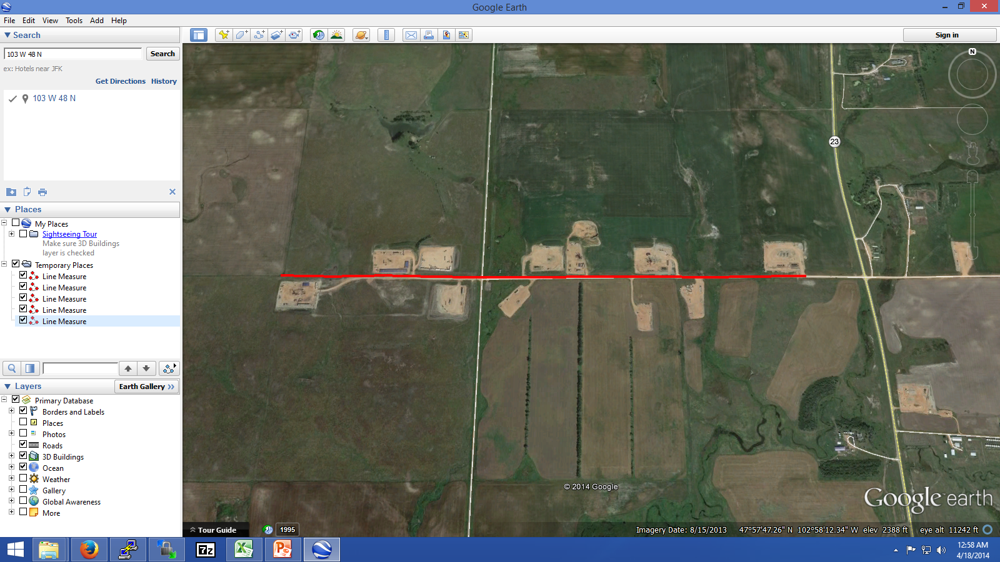 Google Earth
File Edit View Tools Add Help
Search
103 W 48 N
Search
ex: Hotels near JFK
Get Directions History
103 W 48 N
Places
My Places
Sightseeing Tour
Make sure 3D Buildings
layer is checked
Temporary Places
Line Measure
Line Measure
Line Measure
Line Measure
Line Measure
Layers
Earth Gallery »
Primary Database
Borders and Labels
Places
Photos
Roads
3D Buildings
Ocean
Weather
Gallery
Global Awareness
More
Sign in
N
23
© 2014 Google
Google earth
Tour Guide
1995
Imagery Date: 8/15/2013 47°57'47.26" N 102°58'12.34" W elev 2388 ft eye alt 11242 ft
7z
12:58 AM
4/18/2014